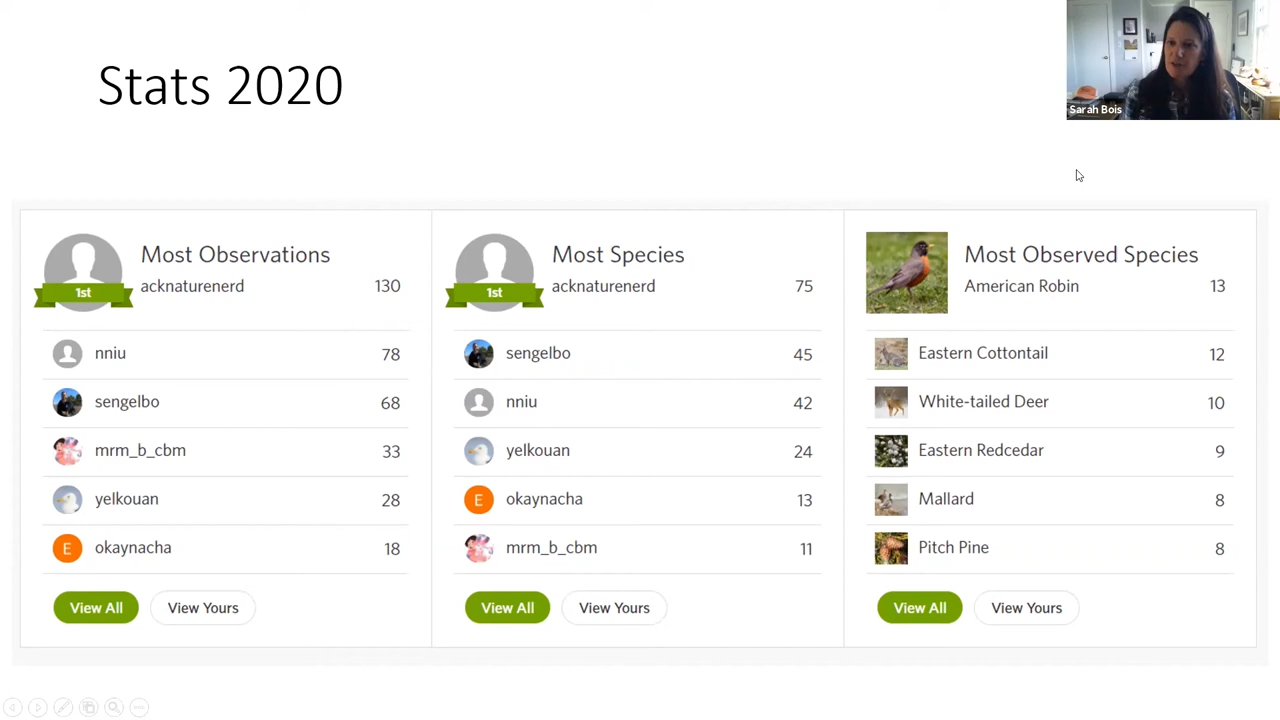 Stats 2020
Sarah Bois
Most Observations
1st
acknaturenerd 130
nniu 78
sengelbo 68
mrm_b_cbm 33
yelkouan 28
E okaynacha 18
View All View Yours
Most Species
1st
acknaturenerd 75
sengelbo 45
nniu 42
yelkouan 24
E okaynacha 13
mrm_b_cbm 11
View All View Yours
Most Observed Species
American Robin 13
Eastern Cottontail 12
White-tailed Deer 10
Eastern Redcedar 9
Mallard 8
Pitch Pine 8
View All View Yours